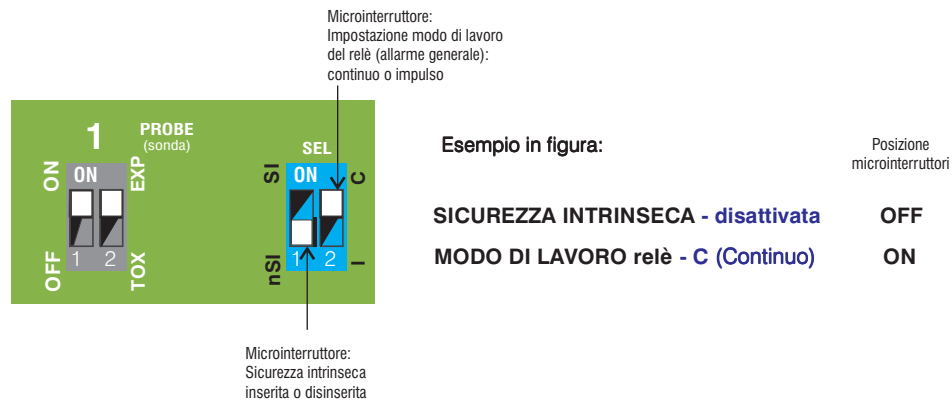 Microinterruttore:
Impostazione modo di lavoro
del relè (allarme generale):
continuo o impulso
1 PROBE
(sonda)
ON
OFF
ON
1 2
EXP
TOX
SEL
SI
nSI
ON
1 2
C
I
Esempio in figura:
Posizione
microinterruttori
SICUREZZA INTRINSECA - disattivata OFF
MODO DI LAVORO relè - C (Continuo) ON
Microinterruttore:
Sicurezza intrinseca
inserita o disinserita